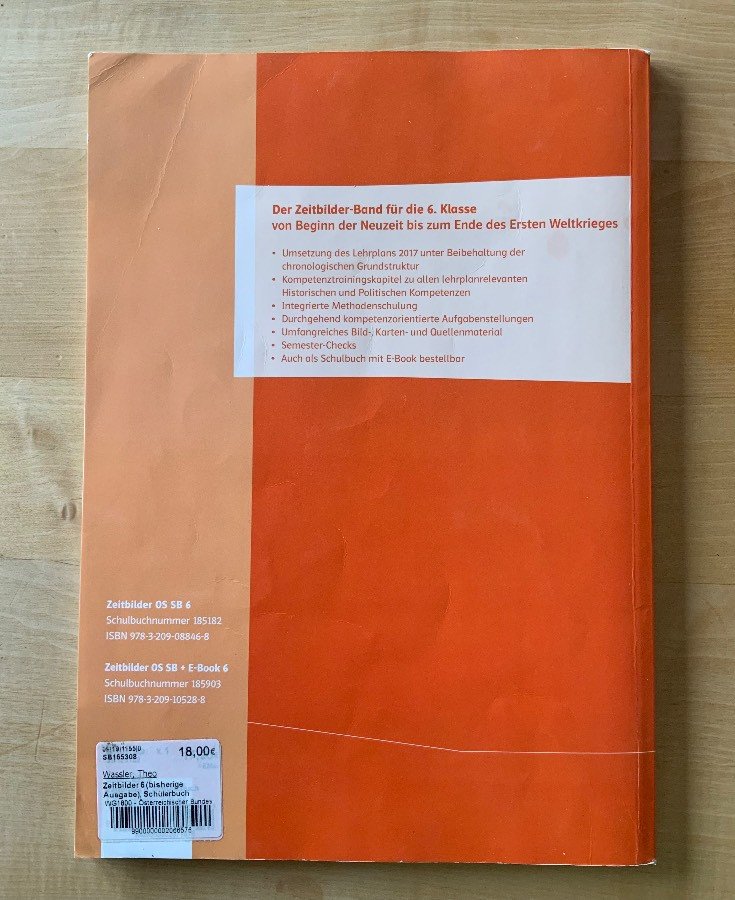 Der Zeitbilder-Band für die 6. Klasse
von Beginn der Neuzeit bis zum Ende des Ersten Weltkrieges
• Umsetzung des Lehrplans 2017 unter Beibehaltung der
chronologischen Grundstruktur
• Kompetenztrainingskapitel zu allen lehrplanrelevanten
Historischen und Politischen Kompetenzen
• Integrierte Methodenschulung
• Durchgehend kompetenzorientierte Aufgabenstellungen
• Umfangreiches Bild-, Karten- und Quellenmaterial
• Semester-Checks
• Auch als Schulbuch mit E-Book bestellbar
Zeitbilder OS SB 6
Schulbuchnummer 185182
ISBN 978-3-209-08846-8
Zeitbilder OS SB + E-Book 6
Schulbuchnummer 185903
ISBN 978-3-209-10528-8
18,00€
SB165308
Wassler, Theo
Zeitbilder 6 (bisherige
Ausgabe), Schülerbuch
WG1800 - Österreichischer Bundes